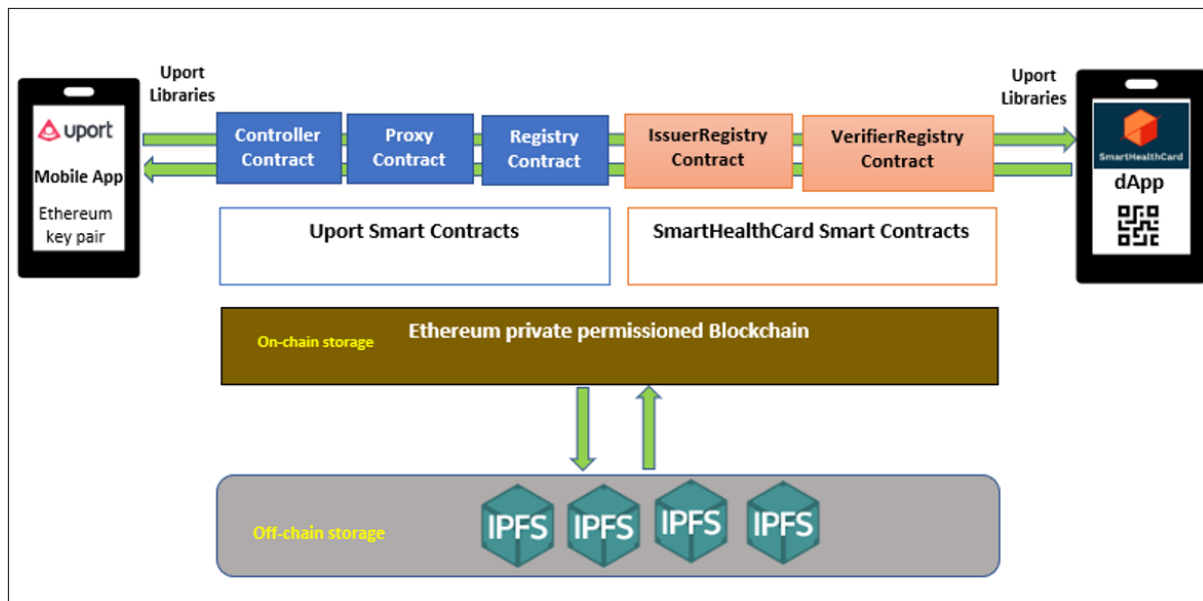 Uport
Libraries
Uport
Libraries
uport
Mobile App
Ethereum
key pair
Controller
Contract
Proxy
Contract
Registry
Contract
IssuerRegistry
Contract
VerifierRegistry
Contract
SmartHealthCard
dApp
Uport Smart Contracts
SmartHealthCard Smart Contracts
Ethereum private permissioned Blockchain
On-chain storage
IPFS
IPFS
IPFS
IPFS
Off-chain storage